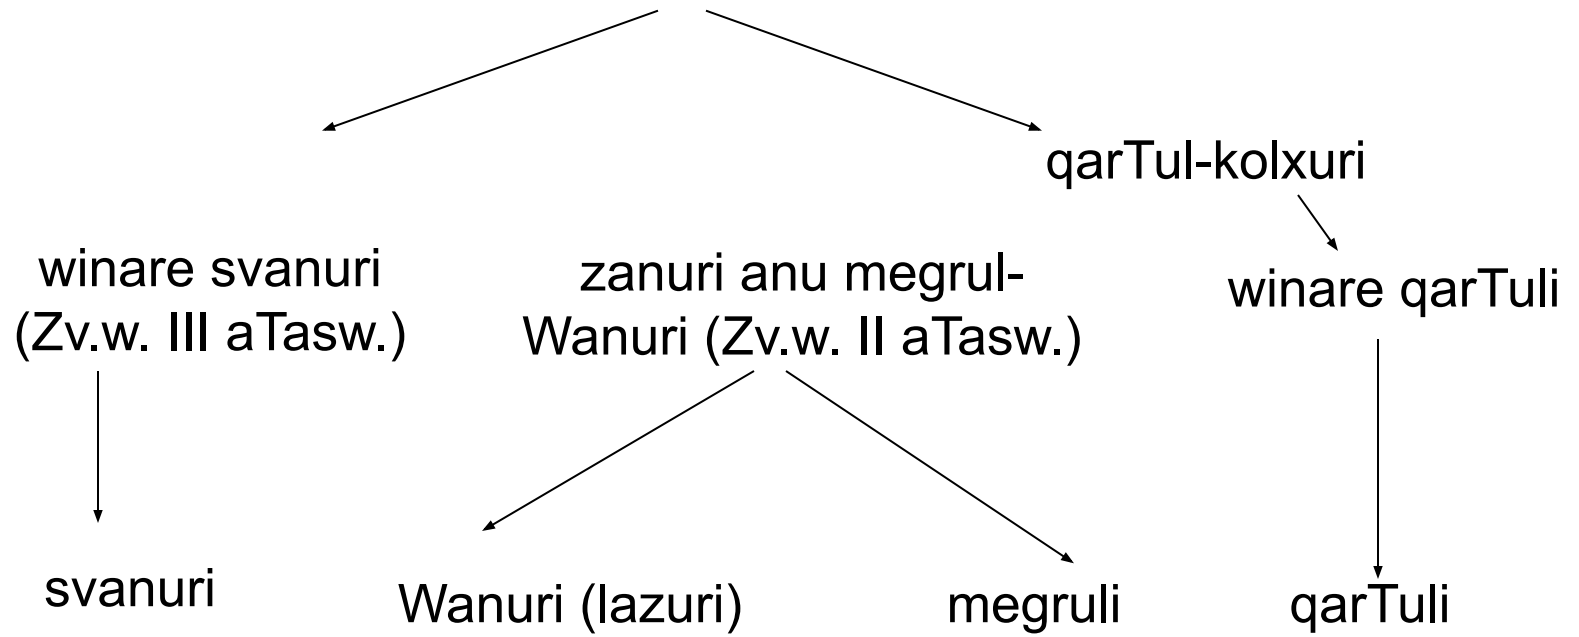 qarTul-kolxuri
winare svanuri
(Zv.w. III aTasw.)
zanuri anu megrul-
Wanuri (Zv.w. II aTasw.)
winare qarTuli
svanuri
Wanuri (lazuri)
megruli
qarTuli